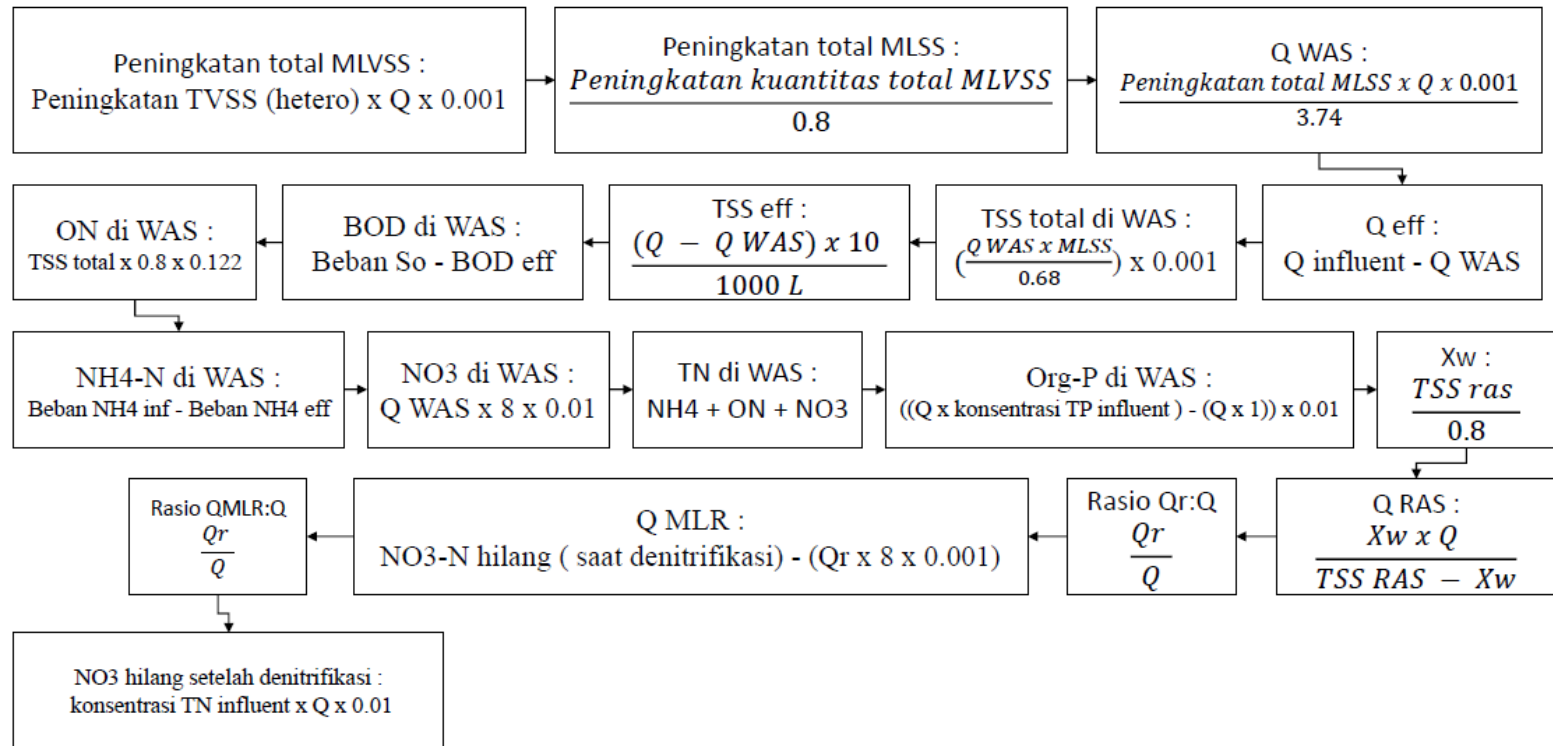 Peningkatan total MLVSS :
Peningkatan TVSS (hetero) x Q x 0.001
Peningkatan total MLSS :
Peningkatan kuantitas total MLVSS
0.8
Q WAS :
Peningkatan total MLSS x Q x 0.001
3.74
Q eff :
Q influent - Q WAS
TSS total di WAS :
(Q WAS x MLSS
0.68
) x 0.001
TSS eff :
(Q − Q WAS) x 10
1000 L
BOD di WAS :
Beban So - BOD eff
ON di WAS :
TSS total x 0.8 x 0.122
NH4-N di WAS :
Beban NH4 inf - Beban NH4 eff
NO3 di WAS :
Q WAS x 8 x 0.01
TN di WAS :
NH4 + ON + NO3
Org-P di WAS :
((Q x konsentrasi TP influent ) - (Q x 1)) x 0.01
Xw :
TSS ras
0.8
Q RAS :
Xw x Q
TSS RAS − Xw
Rasio Qr:Q
Qr
Q
Q MLR :
NO3-N hilang ( saat denitrifikasi) - (Qr x 8 x 0.001)
Rasio QMLR:Q
Qr
Q
NO3 hilang setelah denitrifikasi :
konsentrasi TN influent x Q x 0.01